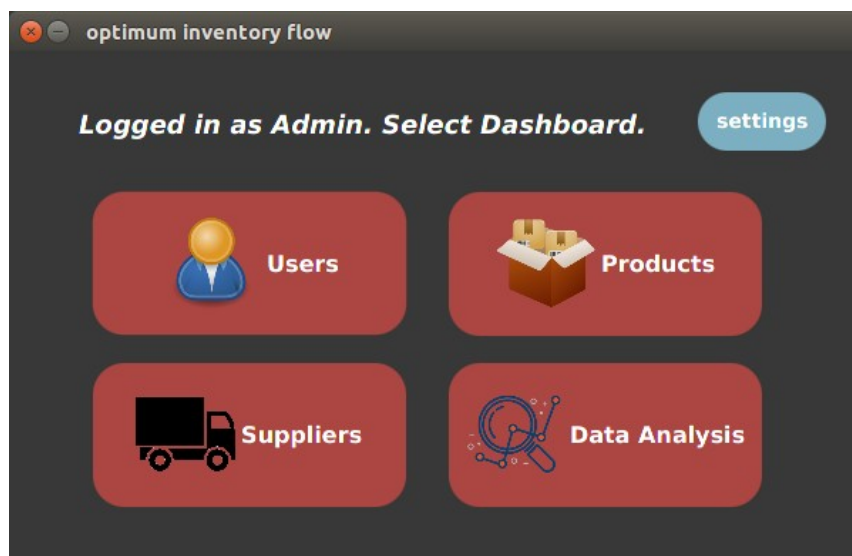 optimum inventory flow
Logged in as Admin. Select Dashboard.
settings
Users
Products
Suppliers
Data Analysis